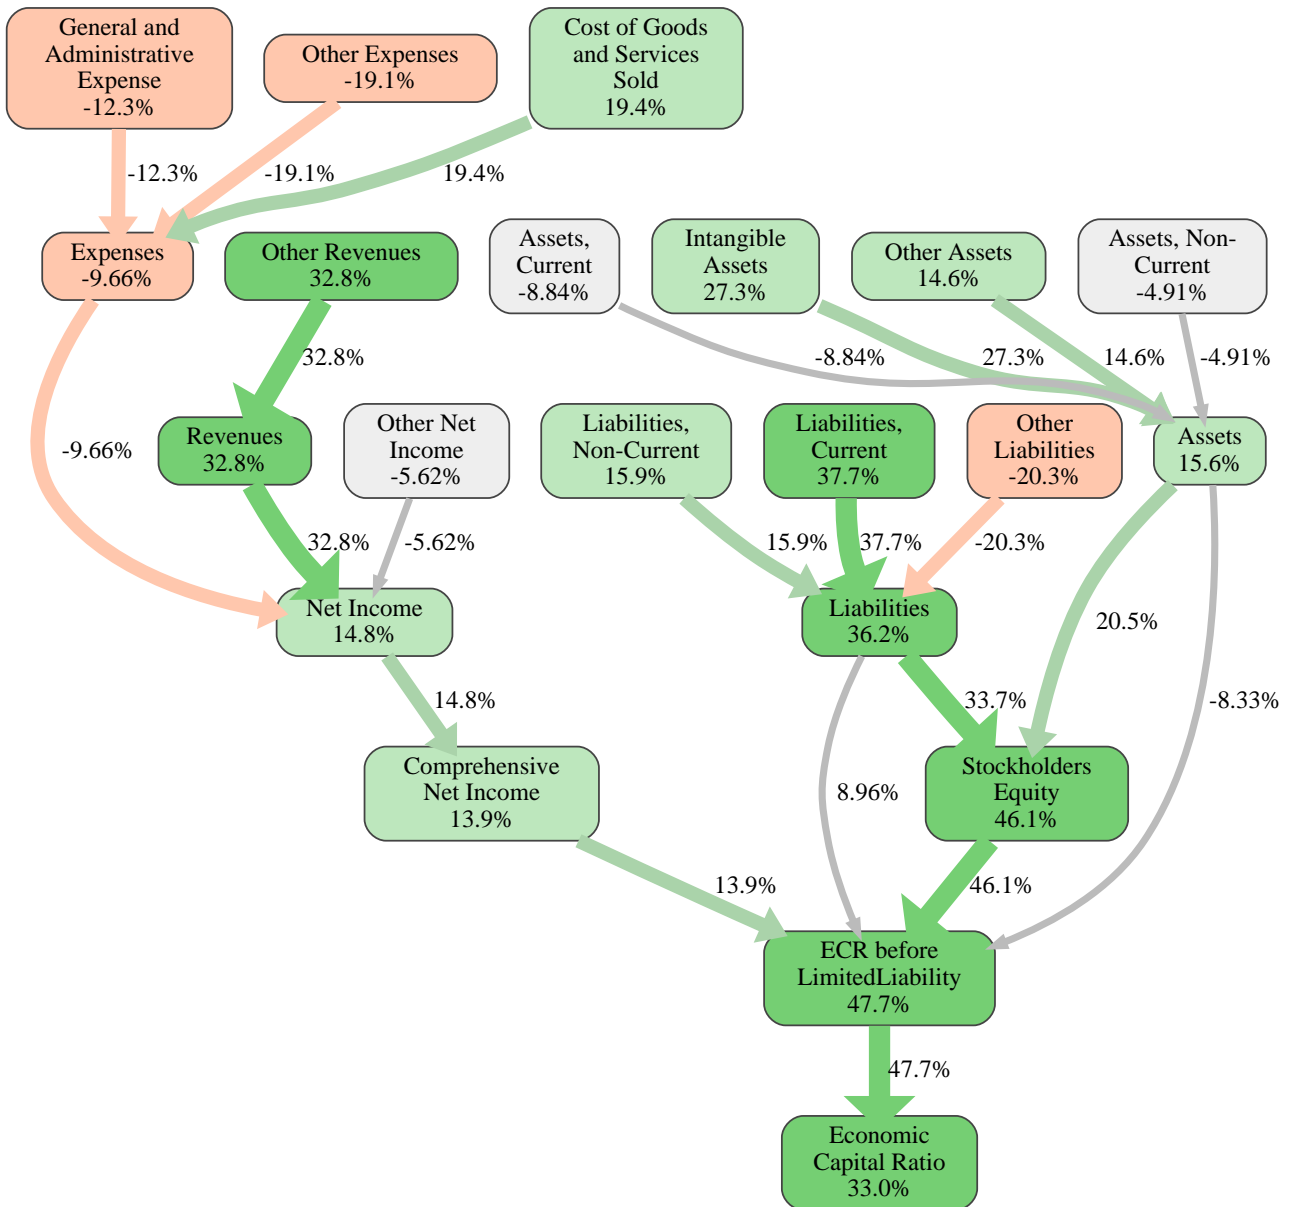 General and
Administrative
Expense
-12.3%
Other Expenses
-19.1%
Cost of Goods
and Services
Sold
19.4%
-12.3%
-19.1%
19.4%
Expenses
-9.66%
Other Revenues
32.8%
Assets,
Current
-8.84%
Intangible
Assets
27.3%
Other Assets
14.6%
Assets, Non-
Current
-4.91%
32.8%
-8.84%
27.3%
14.6%
-4.91%
-9.66%
Revenues
32.8%
Other Net
Income
-5.62%
Liabilities,
Non-Current
15.9%
Liabilities,
Current
37.7%
Other
Liabilities
-20.3%
Assets
15.6%
32.8%
-5.62%
15.9%
37.7%
-20.3%
Net Income
14.8%
Liabilities
36.2%
20.5%
14.8%
33.7%
-8.33%
Comprehensive
Net Income
13.9%
8.96%
Stockholders
Equity
46.1%
13.9%
46.1%
ECR before
LimitedLiability
47.7%
47.7%
Economic
Capital Ratio
33.0%